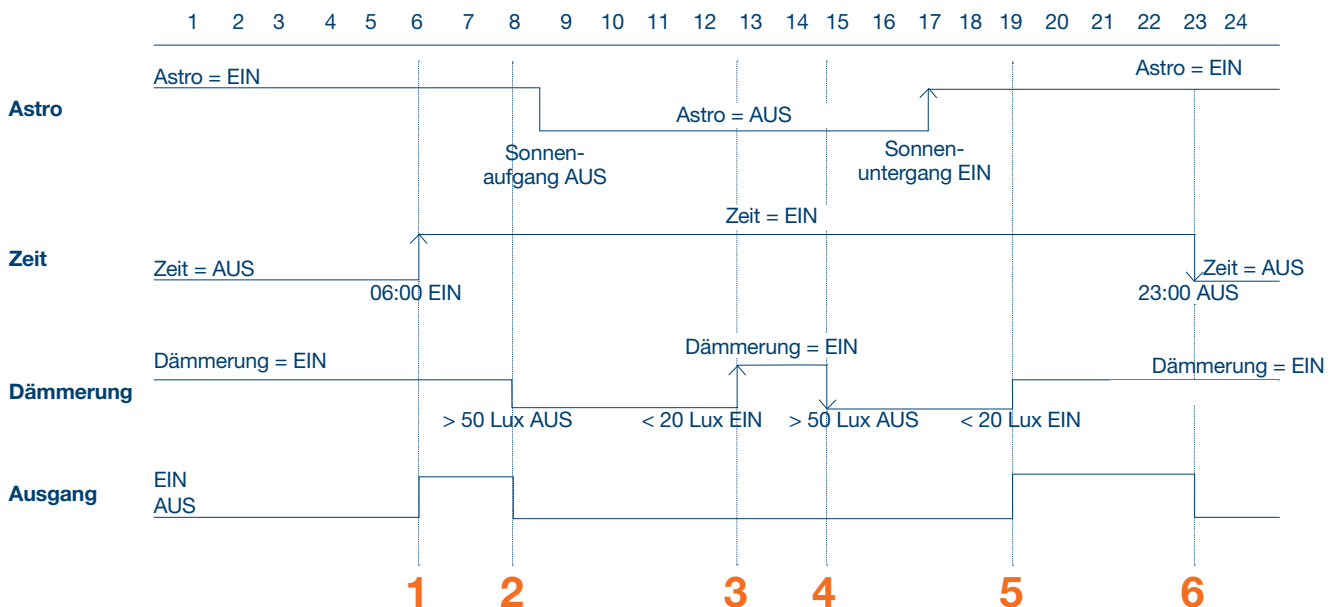 1 2 3 4 5 6 7 8 9 10 11 12 13 14 15 16 17 18 19 20 21 22 23 24
Astro
Astro = EIN
Astro = AUS
Astro = EIN
Sonnen-
aufgang AUS
Sonnen-
untergang EIN
Zeit
Zeit = AUS
Zeit = EIN
Zeit = AUS
06:00 EIN
23:00 AUS
Dämmerung
Dämmerung = EIN
Dämmerung = EIN
Dämmerung = EIN
> 50 Lux AUS
< 20 Lux EIN
> 50 Lux AUS
< 20 Lux EIN
Ausgang
EIN
AUS
1 2 3 4 5 6